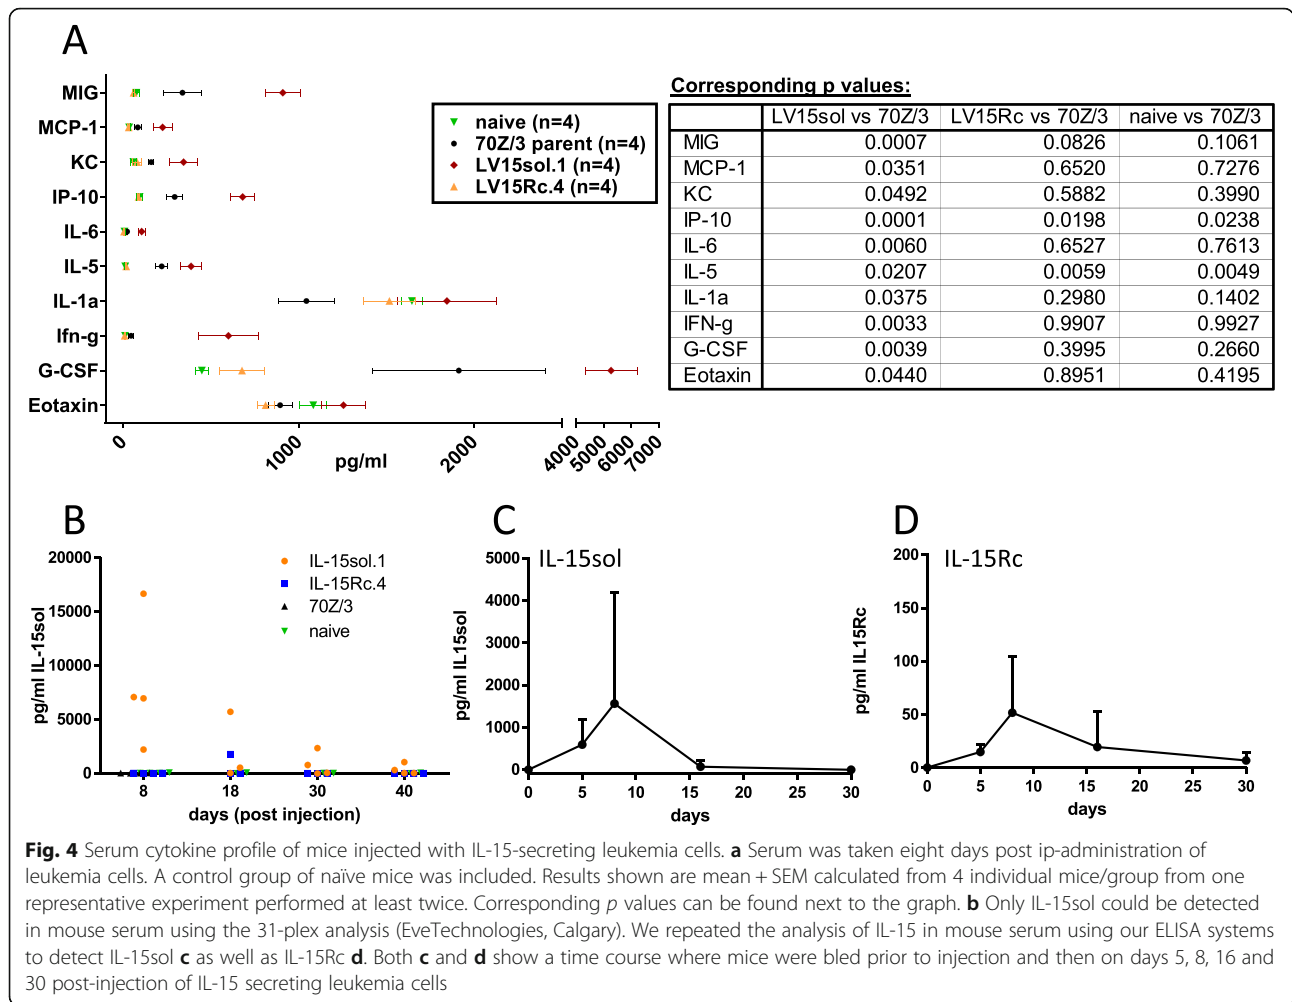 A
MIG
MCP-1
KC
IP-10
IL-6
IL-5
IL-1a
Ifn-g
G-CSF
Eotaxin
0 1000 2000 4000 5000 6000 7000
pg/ml
naive (n=4)
70Z/3 parent (n=4)
LV15sol.1 (n=4)
LV15Rc.4 (n=4)
Corresponding p values:
LV15sol vs 70Z/3 LV15Rc vs 70Z/3 naive vs 70Z/3
MIG 0.0007 0.0826 0.1061
MCP-1 0.0351 0.6520 0.7276
KC 0.0492 0.5882 0.3990
IP-10 0.0001 0.0198 0.0238
IL-6 0.0060 0.6527 0.7613
IL-5 0.0207 0.0059 0.0049
IL-1a 0.0375 0.2980 0.1402
IFN-g 0.0033 0.9907 0.9927
G-CSF 0.0039 0.3995 0.2660
Eotaxin 0.0440 0.8951 0.4195
B
pg/ml IL-15sol
20000
15000
10000
5000
0
8 18 30 40
days (post injection)
IL-15sol.1
IL-15Rc.4
70Z/3
naive
C
IL-15sol
pg/ml IL15sol
5000
4000
3000
2000
1000
0
0 5 10 15 20 25 30
days
D
IL-15Rc
pg/ml IL15Rc
200
150
100
50
0
0 5 10 15 20 25 30
days
Fig. 4 Serum cytokine profile of mice injected with IL-15-secreting leukemia cells. a Serum was taken eight days post ip-administration of
leukemia cells. A control group of naïve mice was included. Results shown are mean + SEM calculated from 4 individual mice/group from one
representative experiment performed at least twice. Corresponding p values can be found next to the graph. b Only IL-15sol could be detected
in mouse serum using the 31-plex analysis (EveTechnologies, Calgary). We repeated the analysis of IL-15 in mouse serum using our ELISA systems
to detect IL-15sol c as well as IL-15Rc d. Both c and d show a time course where mice were bled prior to injection and then on days 5, 8, 16 and
30 post-injection of IL-15 secreting leukemia cells